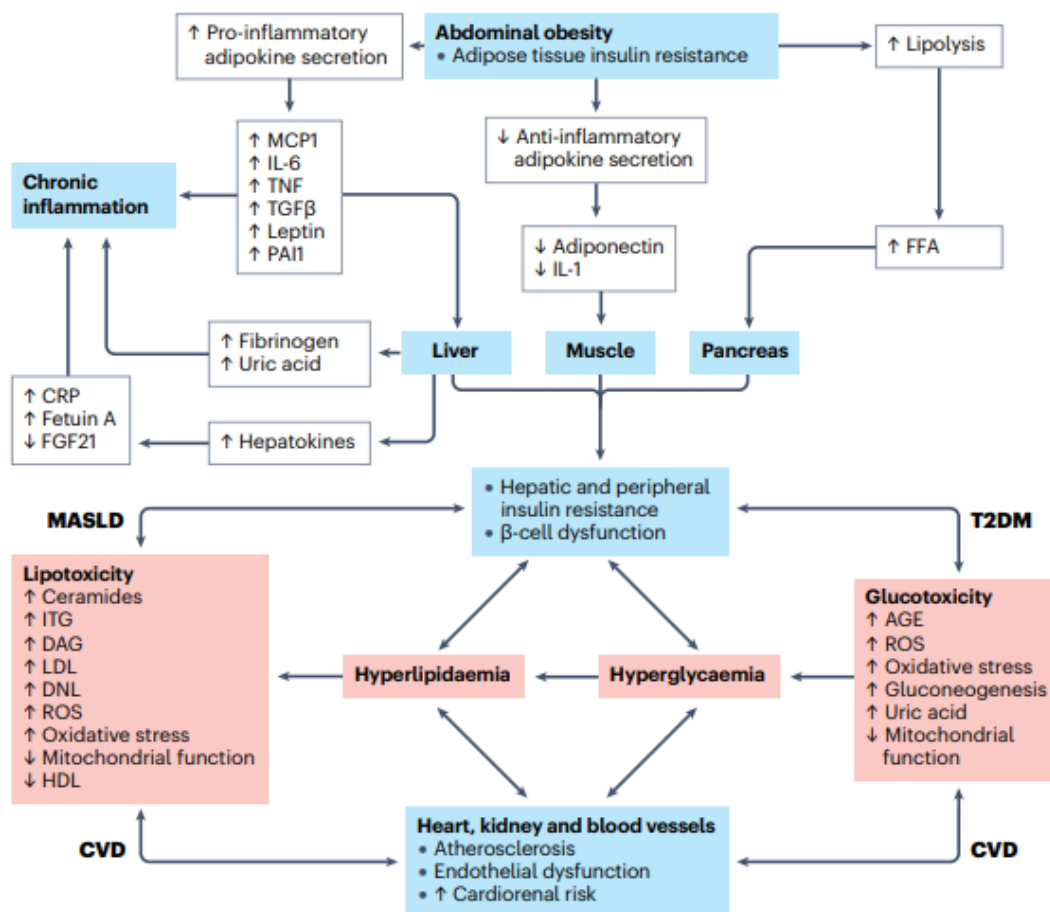 ↑ Pro-inflammatory
adipokine secretion
Abdominal obesity
• Adipose tissue insulin resistance
↑ Lipolysis
↑ MCP1
↑ IL-6
↑ TNF
↑ TGFβ
↑ Leptin
↑ PAI1
↓ Anti-inflammatory
adipokine secretion
Chronic
inflammation
↓ Adiponectin
↓ IL-1
↑ FFA
↑ Fibrinogen
↑ Uric acid
Liver
Muscle
Pancreas
↑ CRP
↑ Fetuin A
↓ FGF21
↑ Hepatokines
• Hepatic and peripheral
insulin resistance
• β-cell dysfunction
MASLD
T2DM
Lipotoxicity
↑ Ceramides
↑ ITG
↑ DAG
↑ LDL
↑ DNL
↑ ROS
↑ Oxidative stress
↓ Mitochondrial function
↓ HDL
Hyperlipidaemia
Hyperglycaemia
Glucotoxicity
↑ AGE
↑ ROS
↑ Oxidative stress
↑ Gluconeogenesis
↑ Uric acid
↓ Mitochondrial
function
CVD
Heart, kidney and blood vessels
• Atherosclerosis
• Endothelial dysfunction
• ↑ Cardiorenal risk
CVD